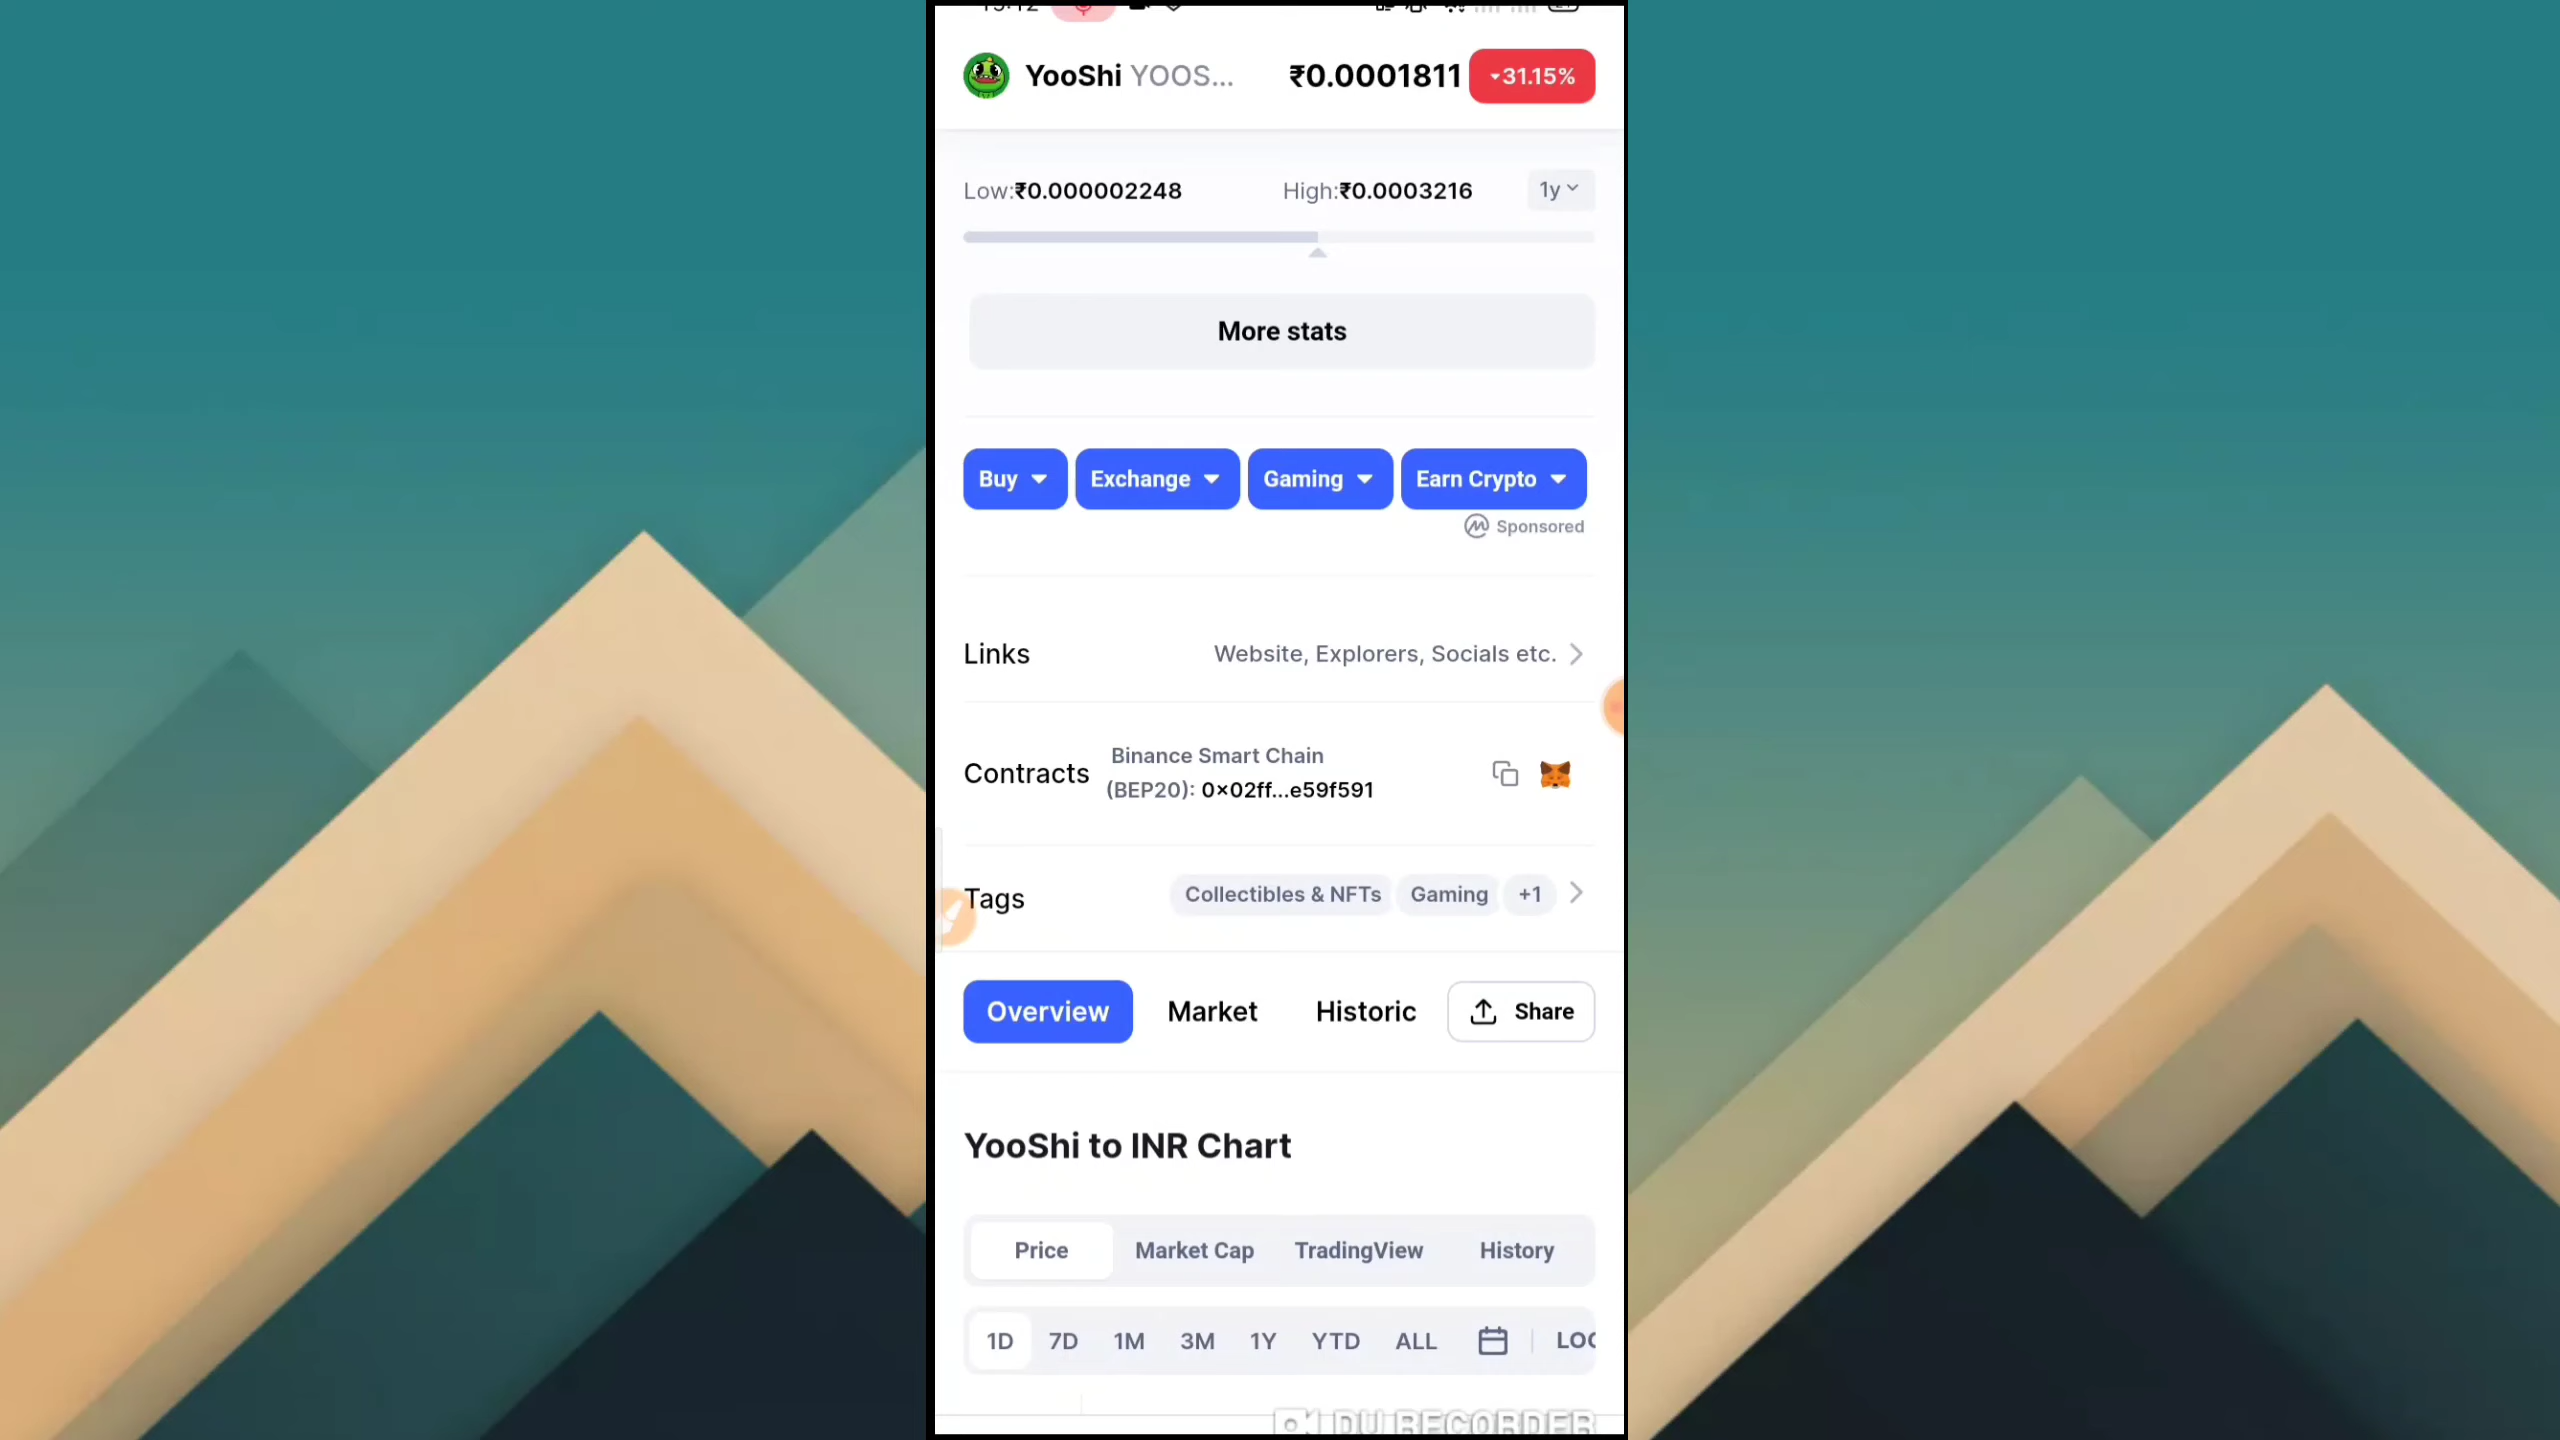 YooShi YOOS... ₹0.0001811 31.15%
Low:₹0.000002248 High:₹0.0003216 1y
More stats
Buy Exchange Gaming Earn Crypto
Sponsored
Links Website, Explorers, Socials etc.
Contracts Binance Smart Chain
(BEP20): 0x02ff...e59f591
Tags Collectibles & NFTs Gaming +1
Overview Market Historic Share
YooShi to INR Chart
Price Market Cap TradingView History
1D 7D 1M 3M 1Y YTD ALL
DU RECORDER